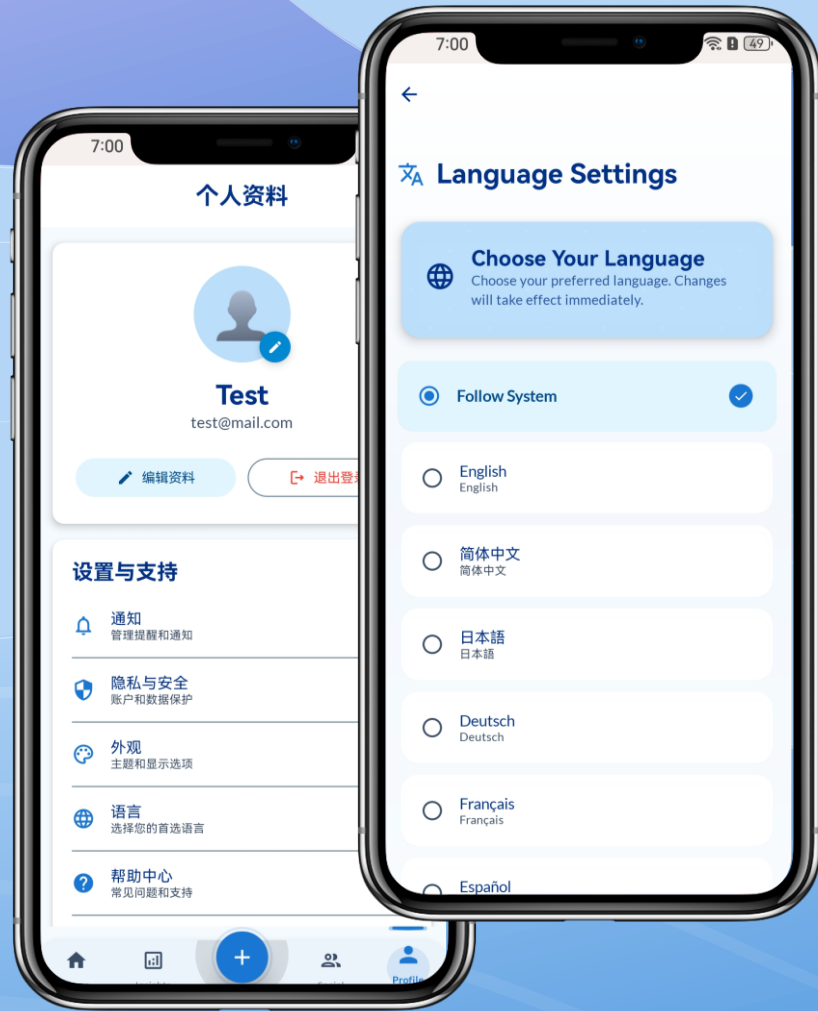 7:00
个人资料
Test
test@mail.com
编辑资料
退出登
设置与支持
通知
管理提醒和通知
隐私与安全
账户和数据保护
外观
主题和显示选项
语言
选择您的首选语言
帮助中心
常见问题和支持
Profile
7:00
49
Language Settings
Choose Your Language
Choose your preferred language. Changes
will take effect immediately.
Follow System
English
English
简体中文
简体中文
日本語
日本語
Deutsch
Deutsch
Français
Français
Español